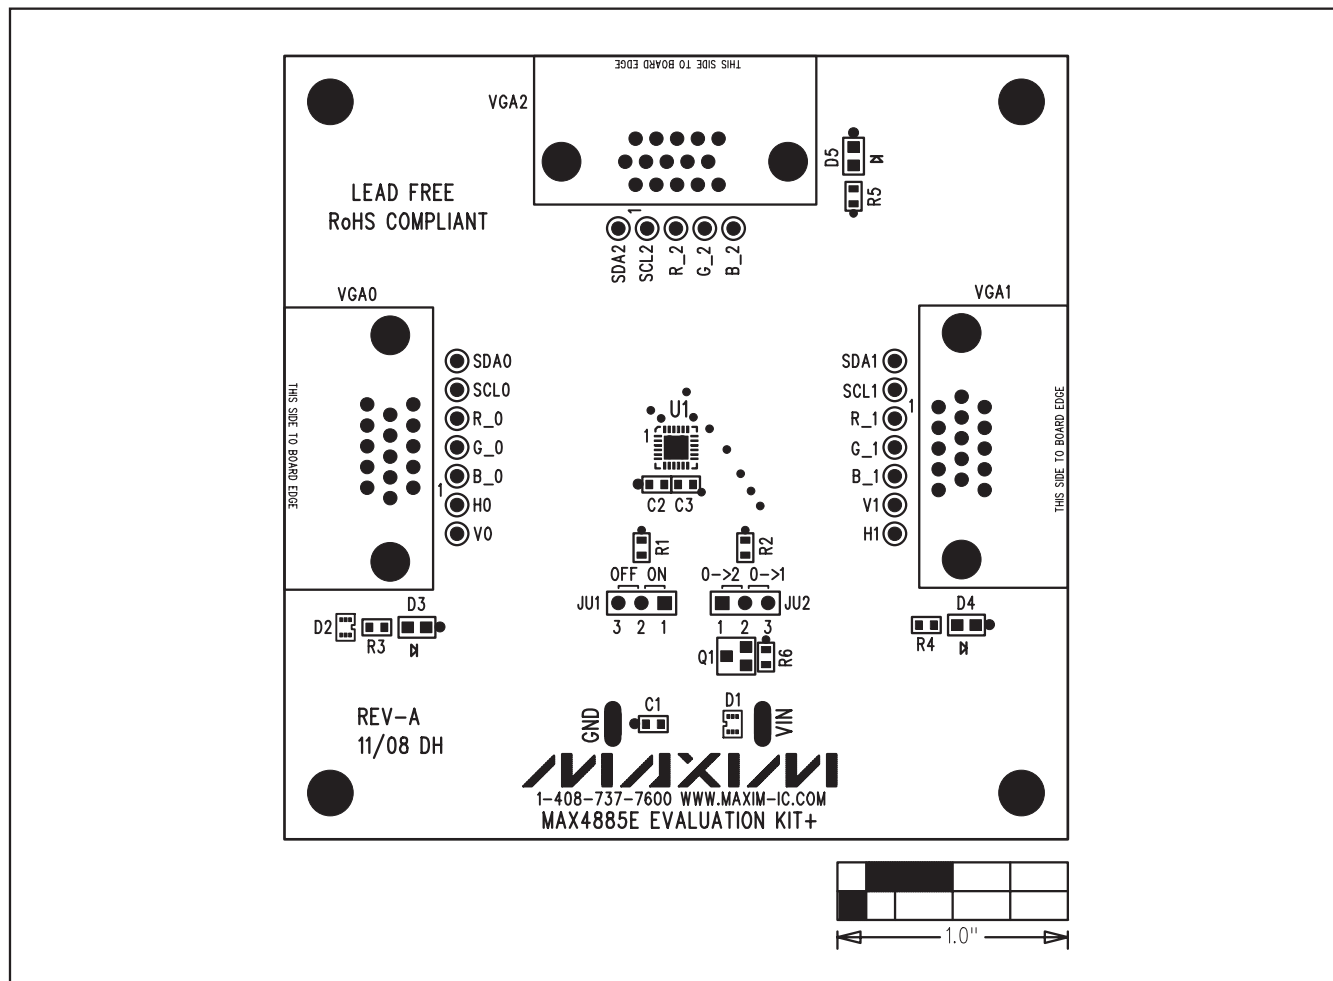 THIS SIDE TO BOARD EDGE
VGA2
D5
R5
LEAD FREE
RoHS COMPLIANT
1
SDA2 SCL2 R_2 G_2 B_2
VGA0
VGA1
THIS SIDE TO BOARD EDGE
SDA0
SCL0
R_0
G_0
B_0
1
H0
V0
U1
1
C2 C3
SDA1
SCL1
1
R_1
G_1
B_1
V1
H1
THIS SIDE TO BOARD EDGE
R1
R2
OFF ON
0->2 0->1
JU1
JU2
3 2 1
1 2 3
D3
D2
R3
D4
R4
Q1
R6
REV-A
11/08 DH
GND
C1
D1
VIN
MAXIM
1-408-737-7600 WWW.MAXIM-IC.COM
MAX4885E EVALUATION KIT+
1.0"